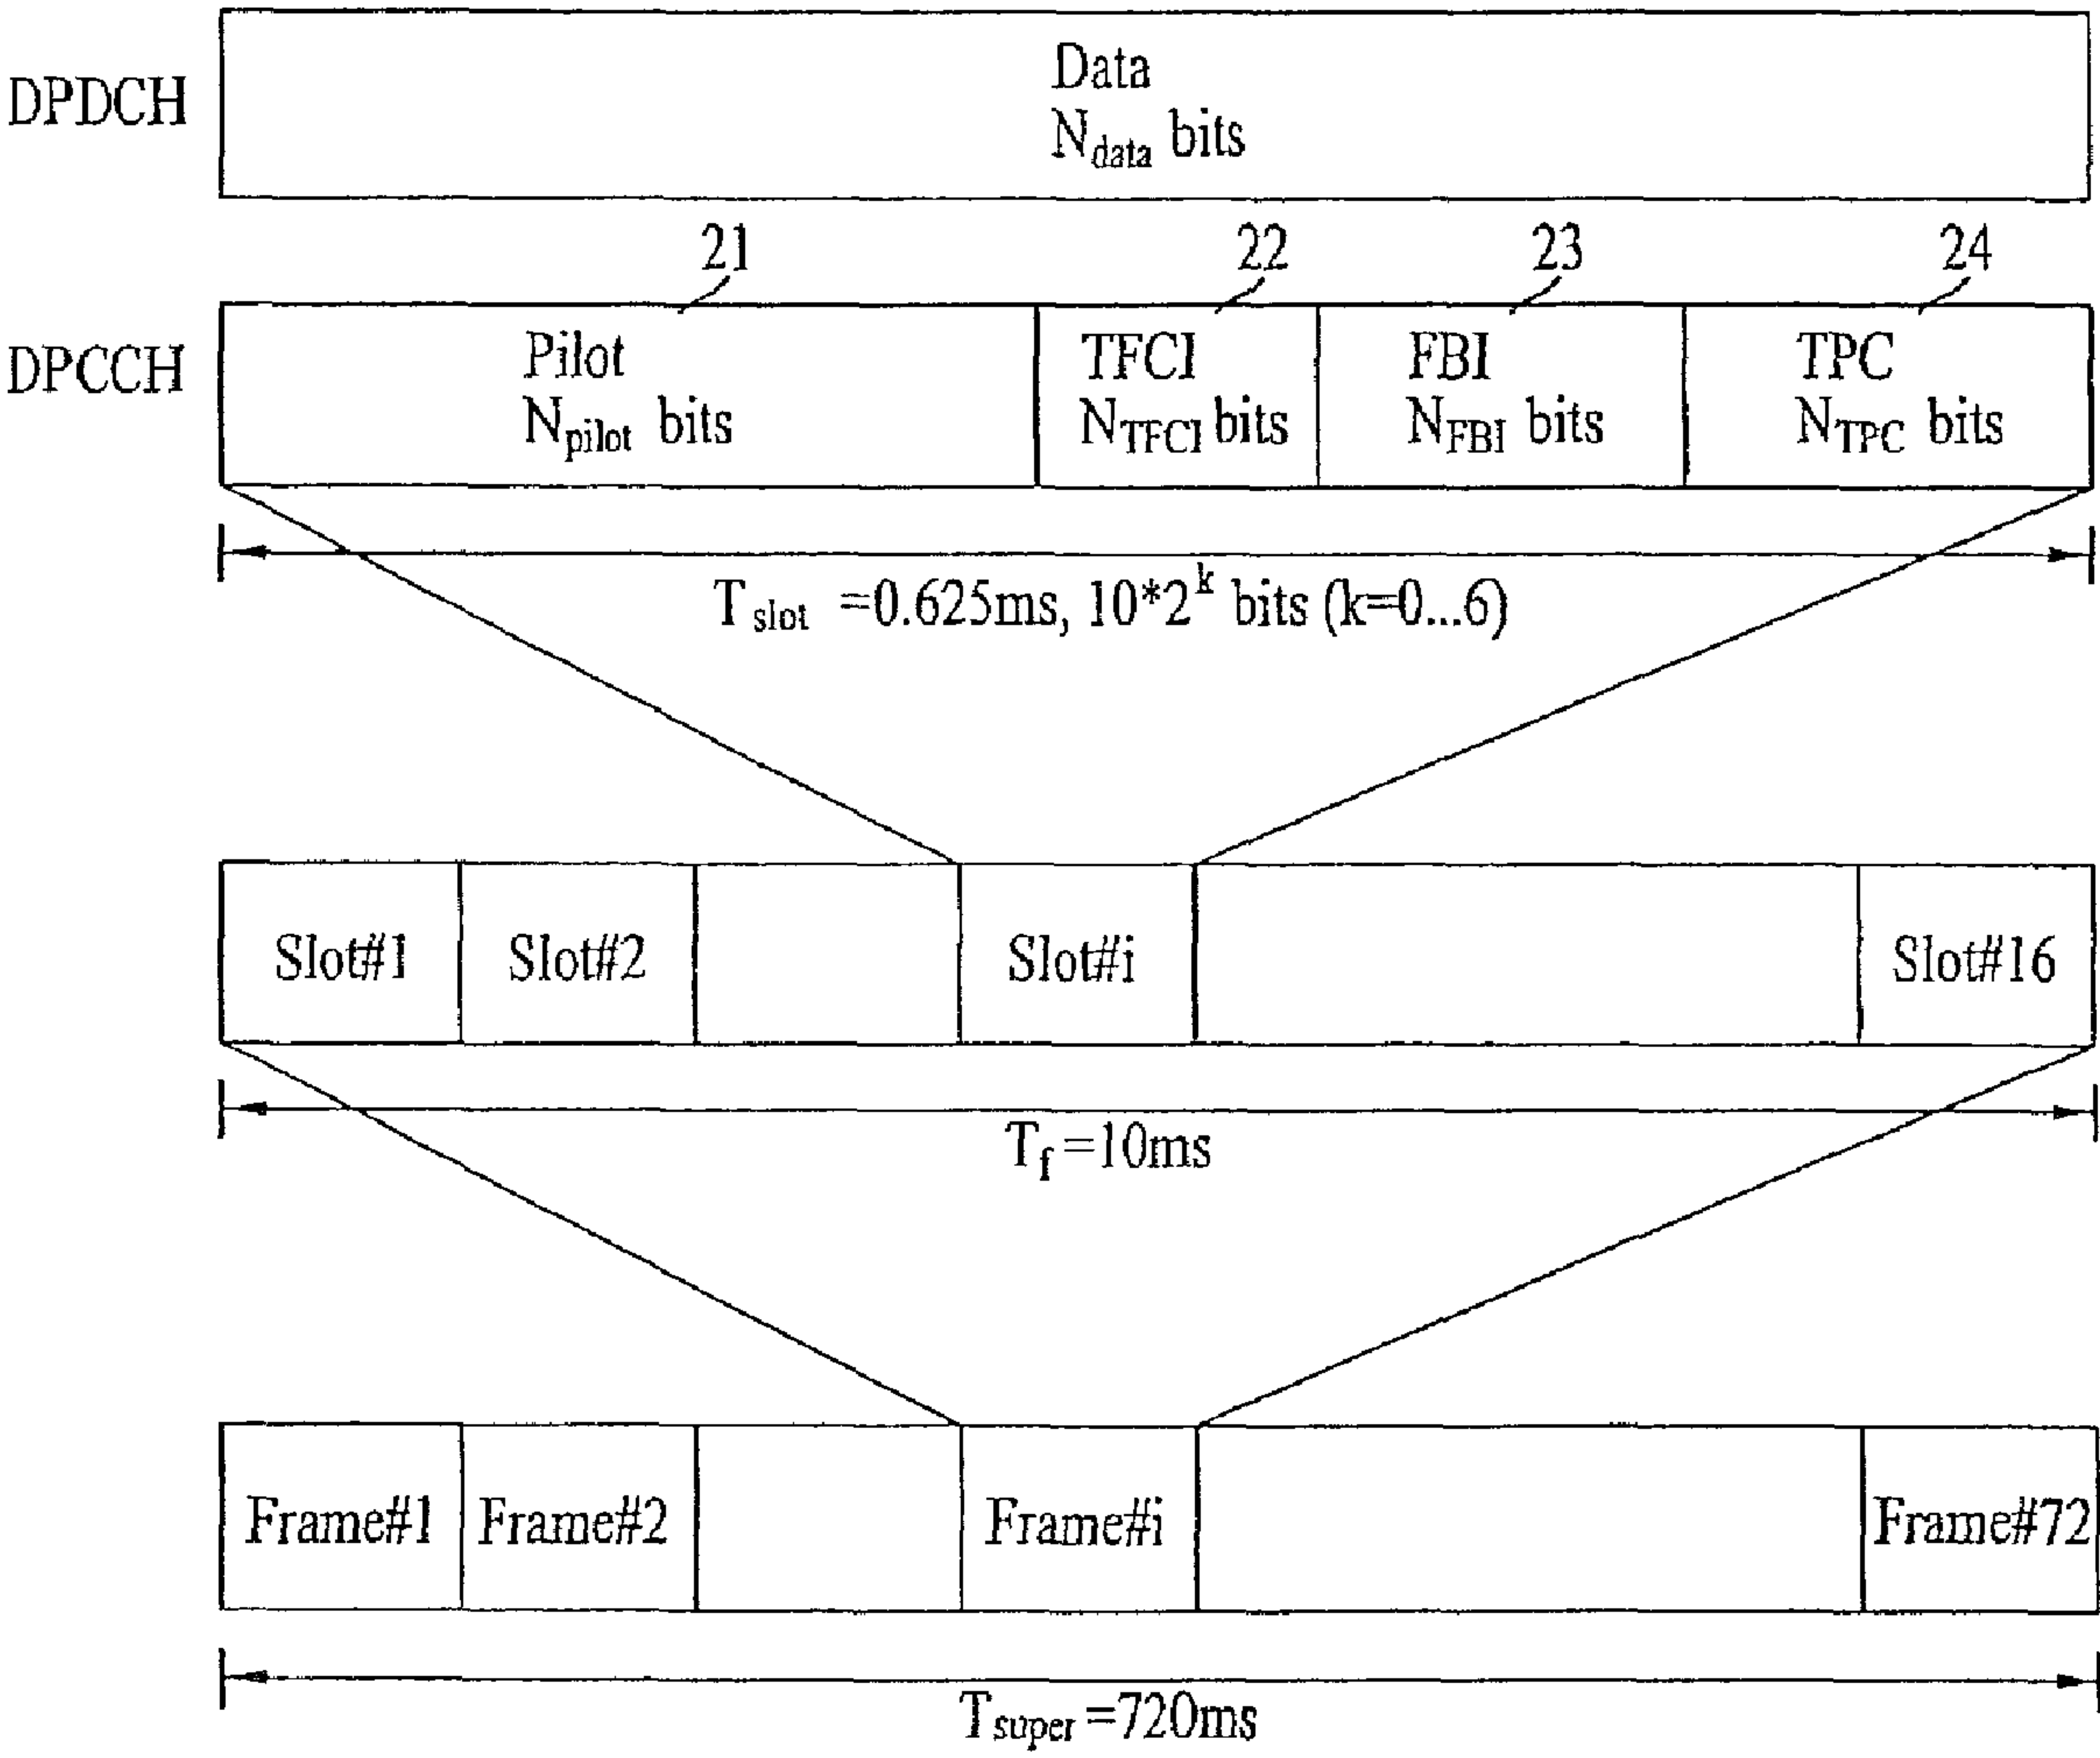 DPDCH
Data
N_data bits
21
22
23
24
DPCCH
Pilot
N_pilot bits
TFCI
N_TFCI bits
FBI
N_FBI bits
TPC
N_TPC bits
T_slot =0.625ms, 10*2^k bits (k=0...6)
Slot#1
Slot#2
Slot#i
Slot#16
T_f =10ms
Frame#1
Frame#2
Frame#i
Frame#72
T_super =720ms